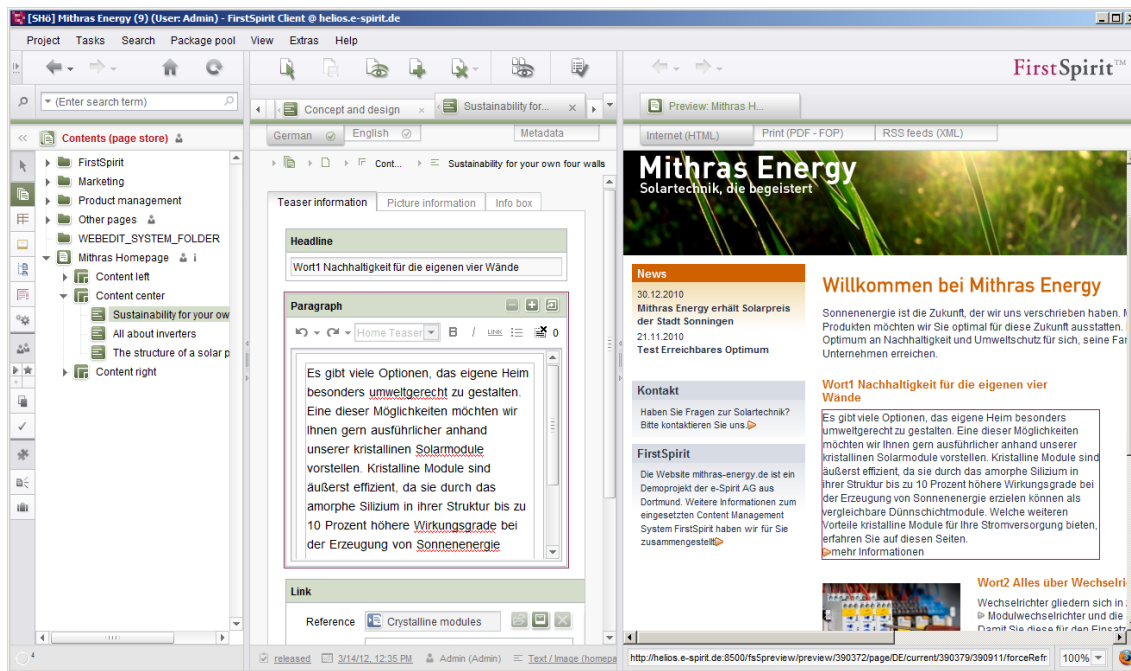 [SHö] Mithras Energy (9) (User: Admin) - FirstSpirit Client @ helios.e-spirit.de
Project Tasks Search Package pool View Extras Help
FirstSpirit™
(Enter search term)
Concept and design
Sustainability for...
Preview: Mithras H...
Contents (page store)
German
English
Metadata
Internet (HTML)
Print (PDF - FOP)
RSS feeds (XML)
FirstSpirit
Marketing
Product management
Other pages
WEBEDIT_SYSTEM_FOLDER
Mithras Homepage
Content left
Content center
Sustainability for your ow
All about inverters
The structure of a solar p
Content right
Cont...
Sustainability for your own four walls
Teaser information
Picture information
Info box
Headline
Wort1 Nachhaltigkeit für die eigenen vier Wände
Paragraph
Home Teaser
B I LINK 0
Es gibt viele Optionen, das eigene Heim
besonders umweltgerecht zu gestalten.
Eine dieser Möglichkeiten möchten wir
Ihnen gern ausführlicher anhand
unserer kristallinen Solarmodule
vorstellen. Kristalline Module sind
äußerst effizient, da sie durch das
amorphe Silizium in ihrer Struktur bis zu
10 Prozent höhere Wirkungsgrade bei
der Erzeugung von Sonnenenergie
Link
Reference
Crystalline modules
released
3/14/12, 12:35 PM
Admin (Admin)
Text / Image (homepa
4
Mithras Energy
Solartechnik, die begeistert
News
30.12.2010
Mithras Energy erhält Solarpreis
der Stadt Sonningen
21.11.2010
Test Erreichbares Optimum
Kontakt
Haben Sie Fragen zur Solartechnik?
Bitte kontaktieren Sie uns.
FirstSpirit
Die Website mithras-energy.de ist ein
Demoprojekt der e-Spirit AG aus
Dortmund. Weitere Informationen zum
eingesetzten Content Management
System FirstSpirit haben wir für Sie
zusammengestellt
Willkommen bei Mithras Energy
Sonnenenergie ist die Zukunft, der wir uns verschrieben haben. M
Produkten möchten wir Sie optimal für diese Zukunft ausstatten.
Optimum an Nachhaltigkeit und Umweltschutz für sich, seine Far
Unternehmen erreichen.
Wort1 Nachhaltigkeit für die eigenen vier
Wände
Es gibt viele Optionen, das eigene Heim besonders
umweltgerecht zu gestalten. Eine dieser Möglichkeiten
möchten wir Ihnen gern ausführlicher anhand unserer
kristallinen Solarmodule vorstellen. Kristalline Module sind
äußerst effizient, da sie durch das amorphe Silizium in
ihrer Struktur bis zu 10 Prozent höhere Wirkungsgrade bei
der Erzeugung von Sonnenenergie erzielen können als
vergleichbare Dünnschichtmodule. Welche weiteren
Vorteile kristalline Module für Ihre Stromversorgung bieten,
erfahren Sie auf diesen Seiten.
mehr Informationen
Wort2 Alles über Wechselri
Wechselrichter gliedern sich in
Modulwechselrichter und die
Damit Sie diese für den Einsatz
http://helios.e-spirit.de:8500/fs5preview/preview/390372/page/DE/current/390379/390911/forceRefr
100%